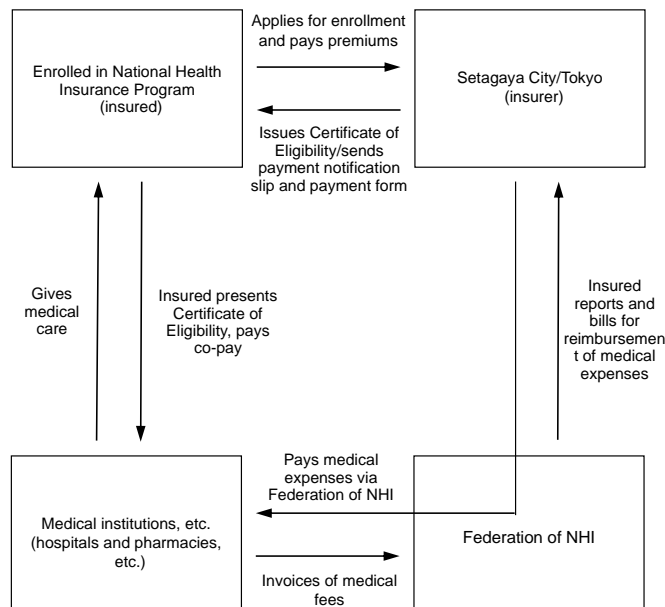 Applies for enrollment
and pays premiums
Enrolled in National Health
Insurance Program
(insured)
Setagaya City/Tokyo
(insurer)
Issues Certificate of
Eligibility/sends
payment notification
slip and payment form
Gives
medical
care
Insured presents
Certificate of
Eligibility, pays
co-pay
Insured
reports and
bills for
reimbursemen
t of medical
expenses
Pays medical
expenses via
Federation of NHI
Medical institutions, etc.
(hospitals and pharmacies,
etc.)
Federation of NHI
Invoices of medical
fees